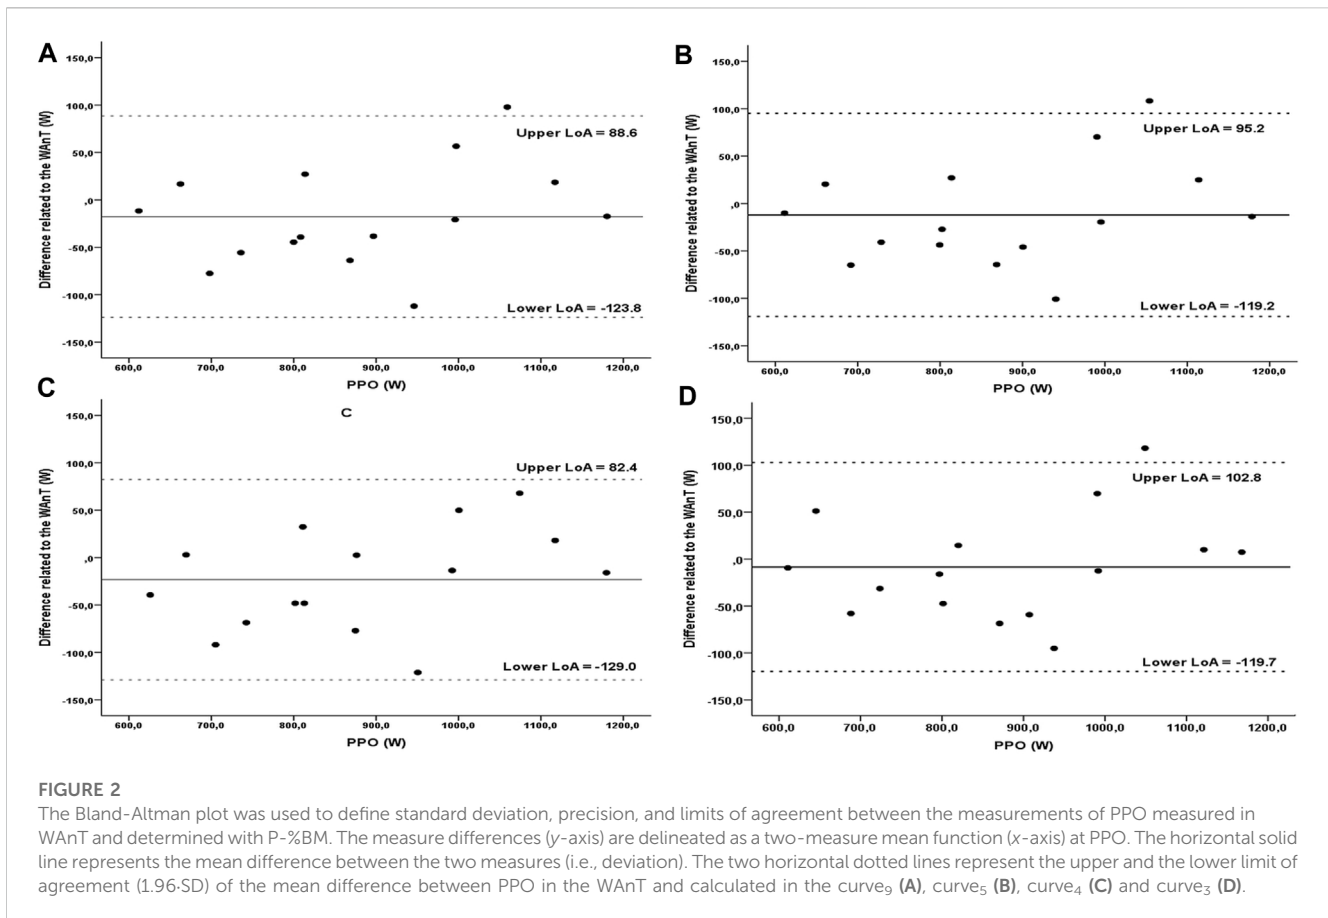 A
150,0
100,0
50,0
,0
-50,0
-100,0
-150,0
Difference related to the WAnT (W)
Upper LoA = 88.6
Lower LoA = -123.8
600,0 700,0 800,0 900,0 1000,0 1100,0 1200,0
PPO (W)
B
150,0
100,0
50,0
,0
-50,0
-100,0
-150,0
Difference related to the WAnT (W)
Upper LoA = 95.2
Lower LoA = -119.2
600,0 700,0 800,0 900,0 1000,0 1100,0 1200,0
PPO (W)
C
C
150,0
100,0
50,0
,0
-50,0
-100,0
-150,0
Difference related to the WAnT (W)
Upper LoA = 82.4
Lower LoA = -129.0
600,0 700,0 800,0 900,0 1000,0 1100,0 1200,0
PPO (W)
D
150,0
100,0
50,0
,0
-50,0
-100,0
-150,0
Difference related to the WAnT (W)
Upper LoA = 102.8
Lower LoA = -119.7
600,0 700,0 800,0 900,0 1000,0 1100,0 1200,0
PPO (W)
FIGURE 2
The Bland-Altman plot was used to define standard deviation, precision, and limits of agreement between the measurements of PPO measured in
WAnT and determined with P-%BM. The measure differences (y-axis) are delineated as a two-measure mean function (x-axis) at PPO. The horizontal solid
line represents the mean difference between the two measures (i.e., deviation). The two horizontal dotted lines represent the upper and the lower limit of
agreement (1.96·SD) of the mean difference between PPO in the WAnT and calculated in the curve₉ (A), curve₅ (B), curve₄ (C) and curve₃ (D).